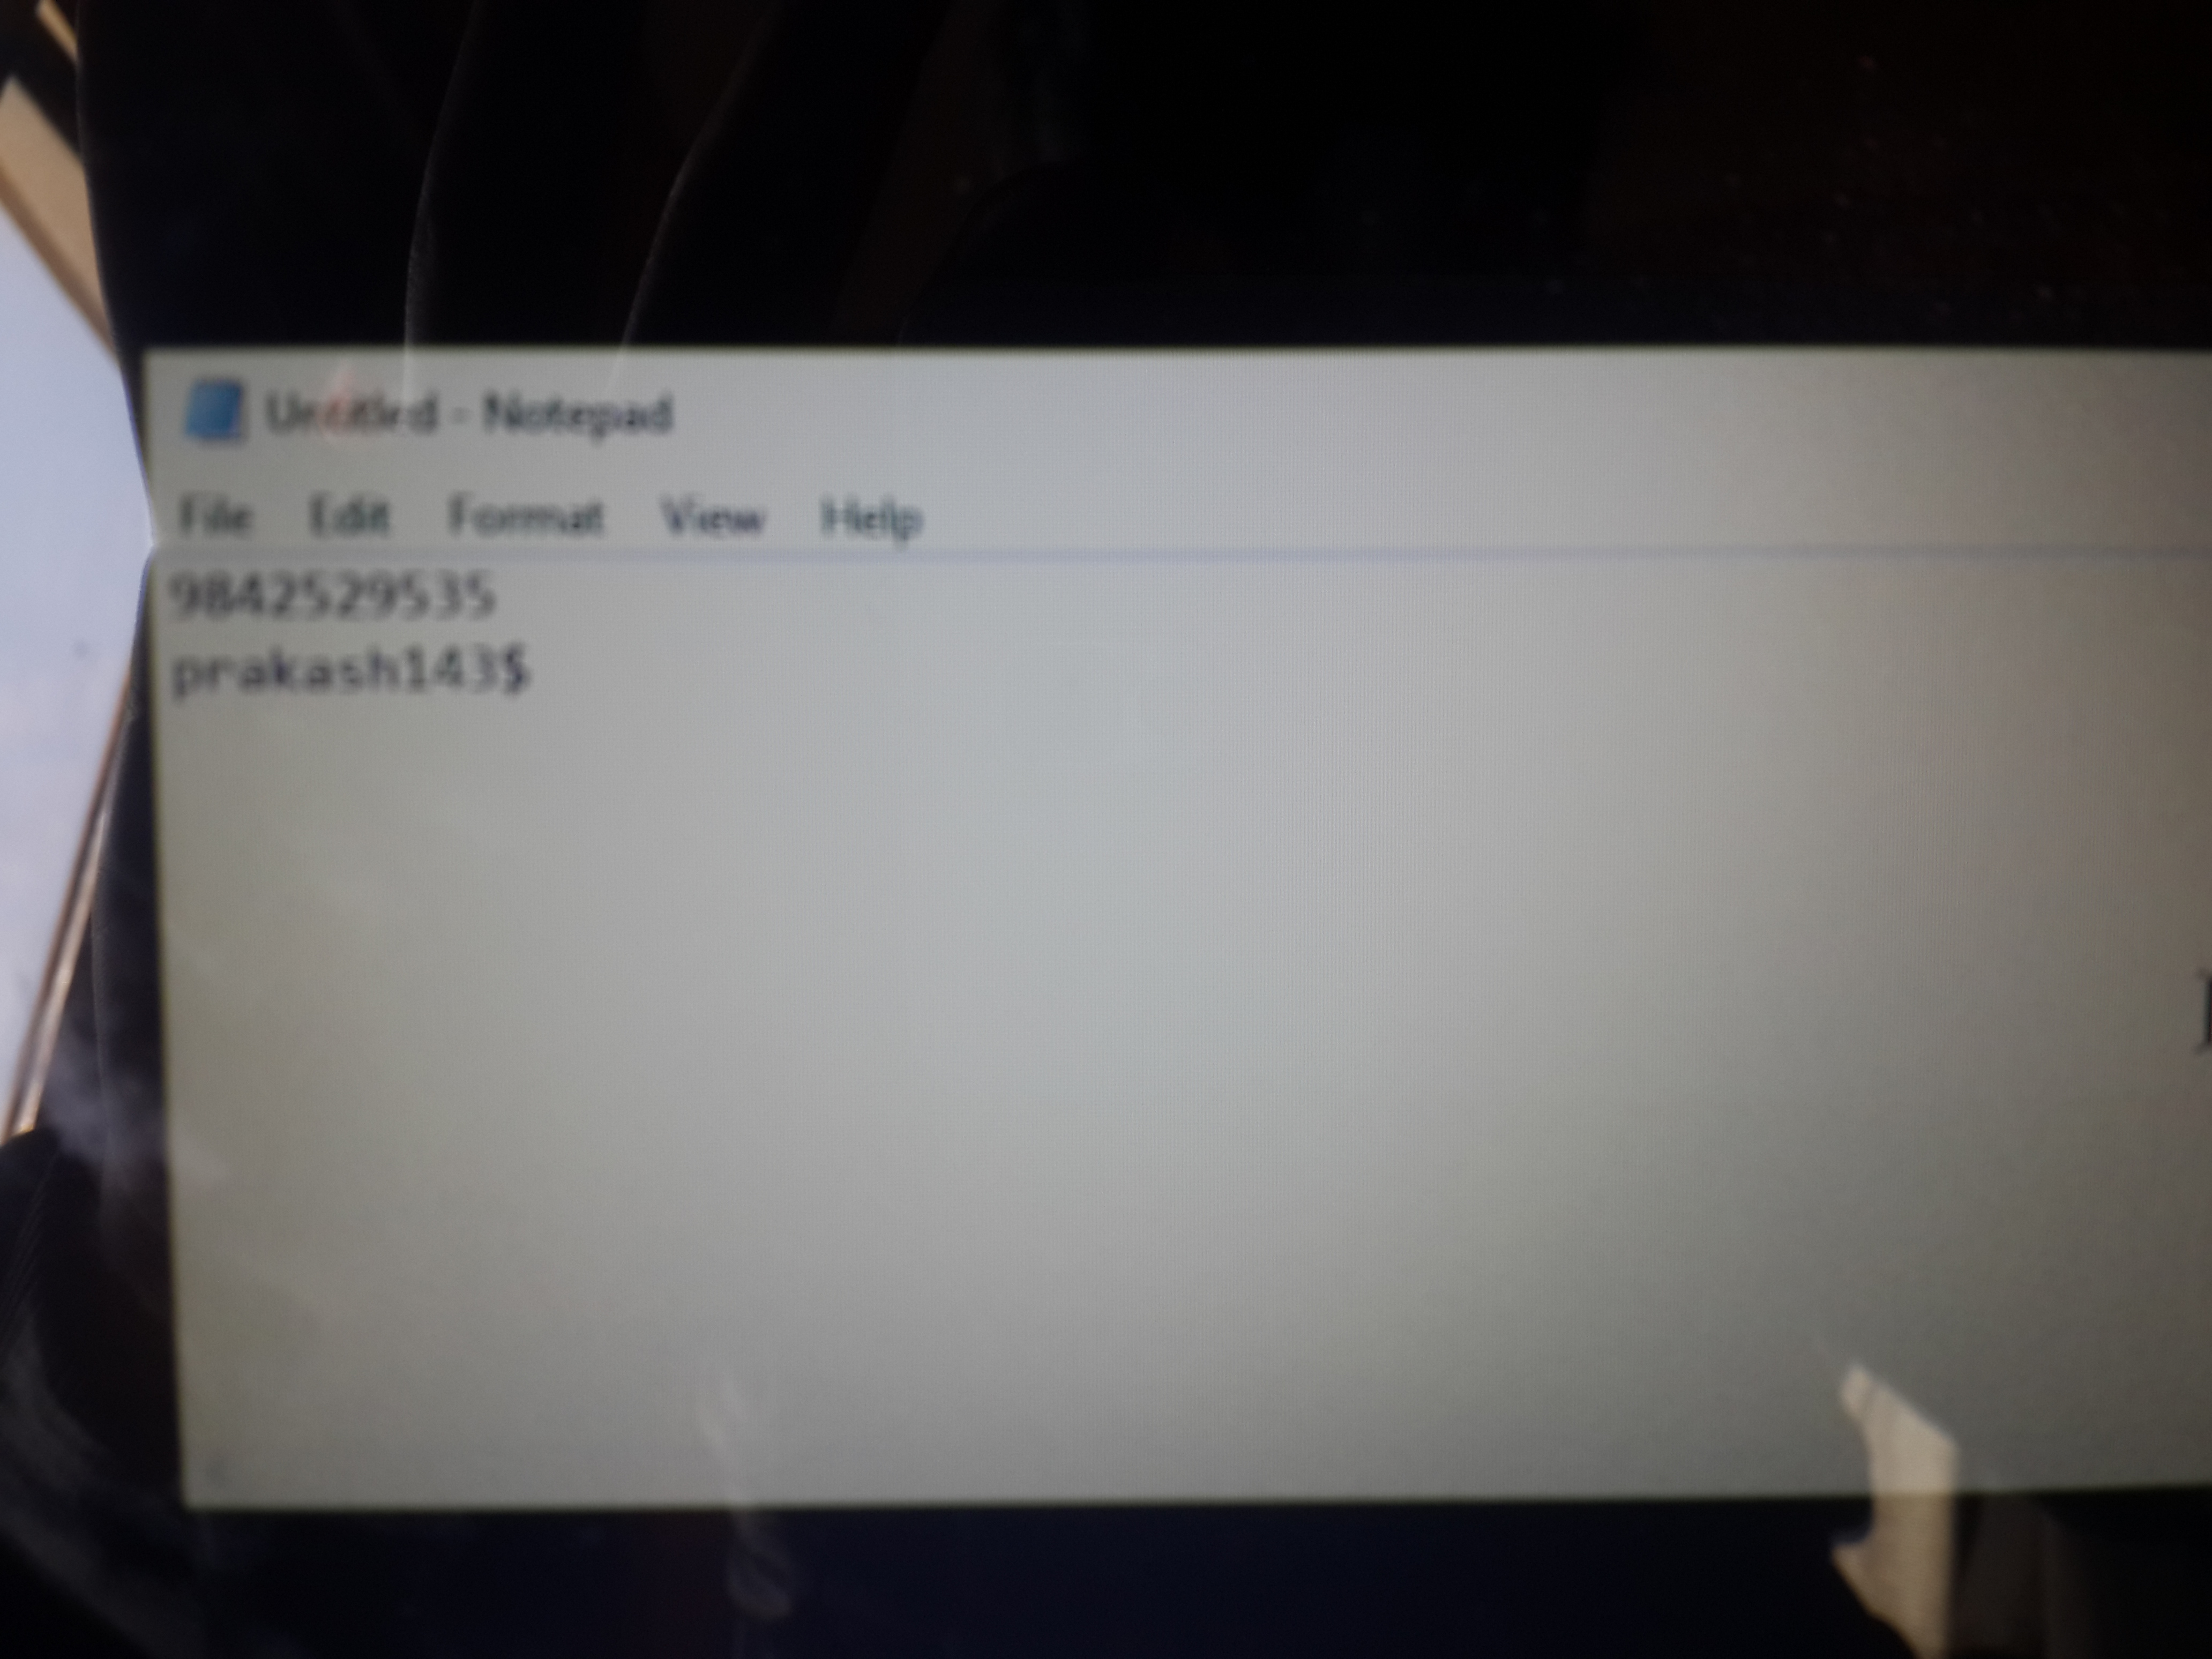 Untitled - Notepad
File Edit Format View Help
9842529535
prakash143$